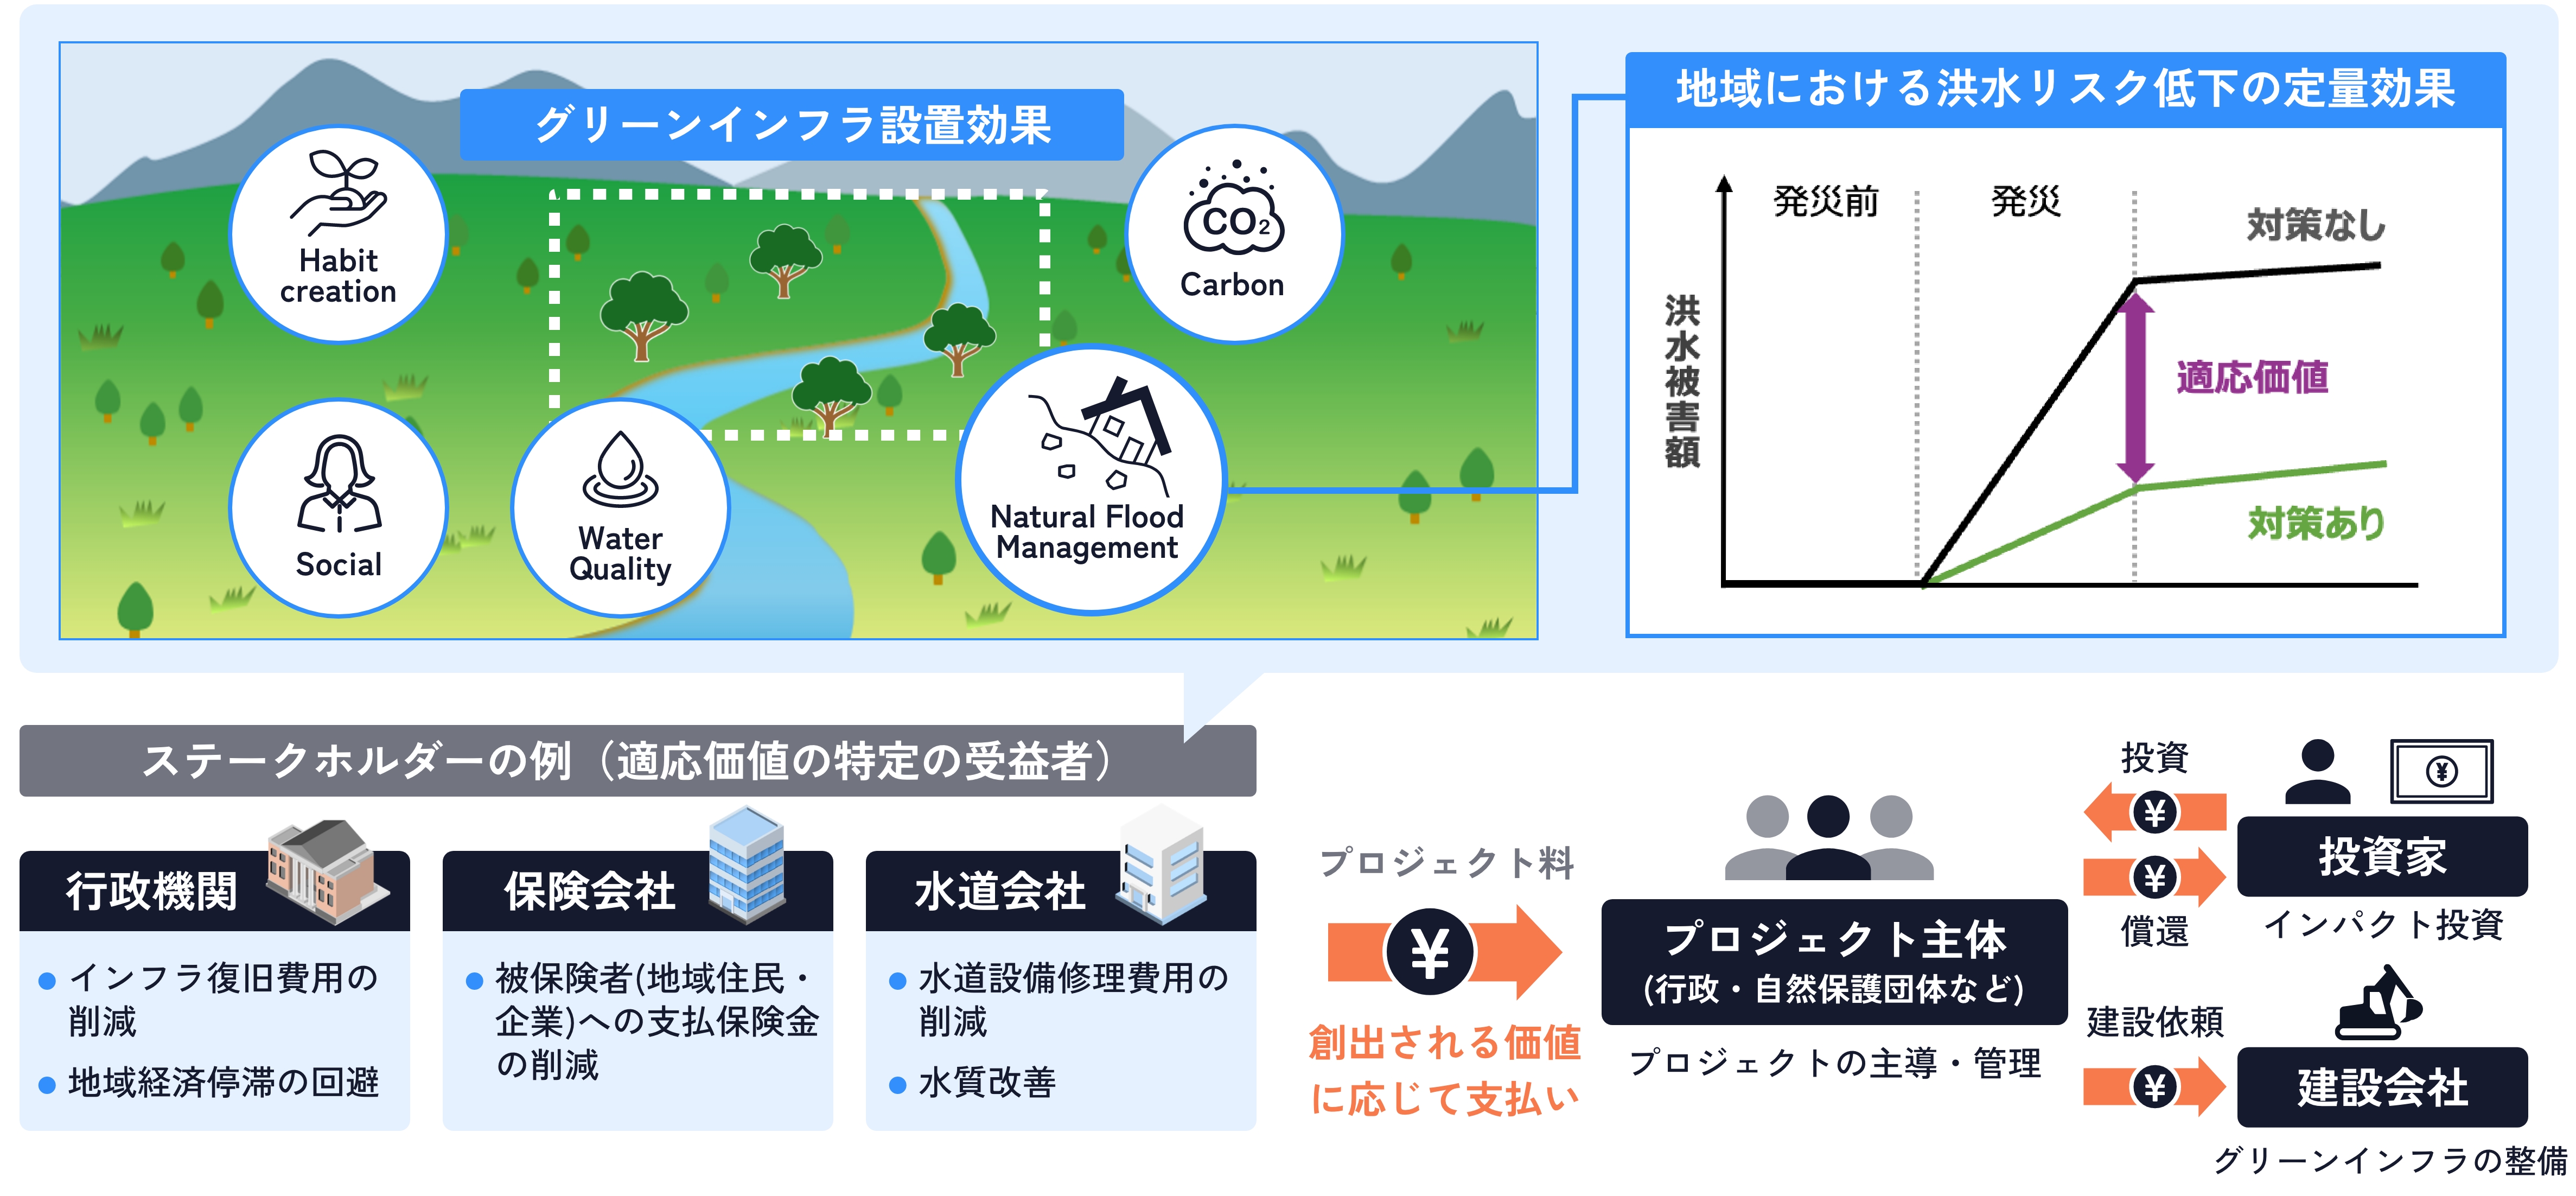 グリーンインフラ設置効果
Habit
creation
CO₂
Carbon
Social
Water
Quality
Natural Flood
Management
地域における洪水リスク低下の定量効果
発災前
発災
対策なし
洪水被害額
適応価値
対策あり
ステークホルダーの例（適応価値の特定の受益者）
行政機関
インフラ復旧費用の
削減
地域経済停滞の回避
保険会社
被保険者(地域住民・
企業)への支払保険金
の削減
水道会社
水道設備修理費用の
削減
水質改善
プロジェクト料
¥
創出される価値
に応じて支払い
プロジェクト主体
(行政・自然保護団体など)
プロジェクトの主導・管理
投資
¥
¥
償還
¥
投資家
インパクト投資
建設依頼
¥
建設会社
グリーンインフラの整備